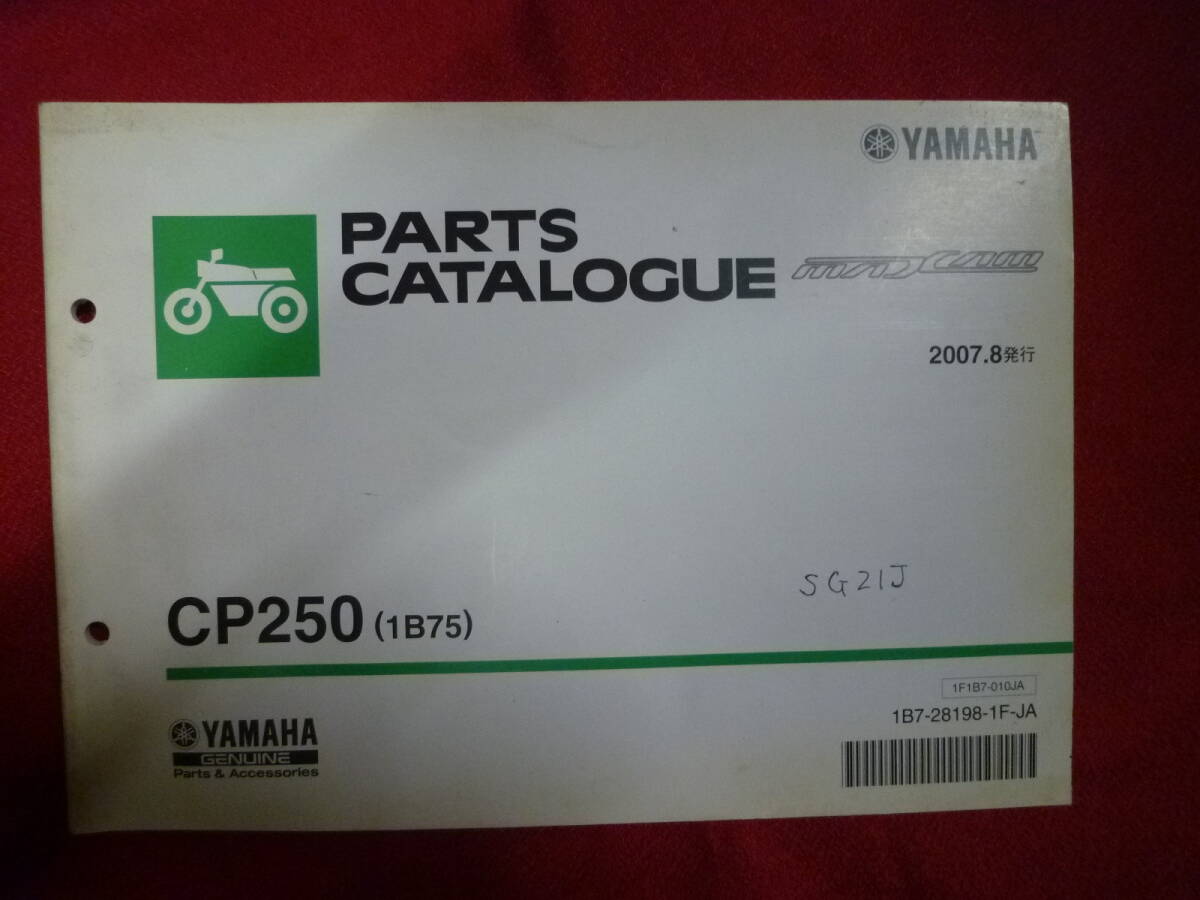 YAMAHA
PARTS
CATALOGUE
MAXAM
2007.8発行
SG21J
CP250 (1B75)
1F1B7-010JA
1B7-28198-1F-JA
YAMAHA
GENUINE
Parts & Accessories